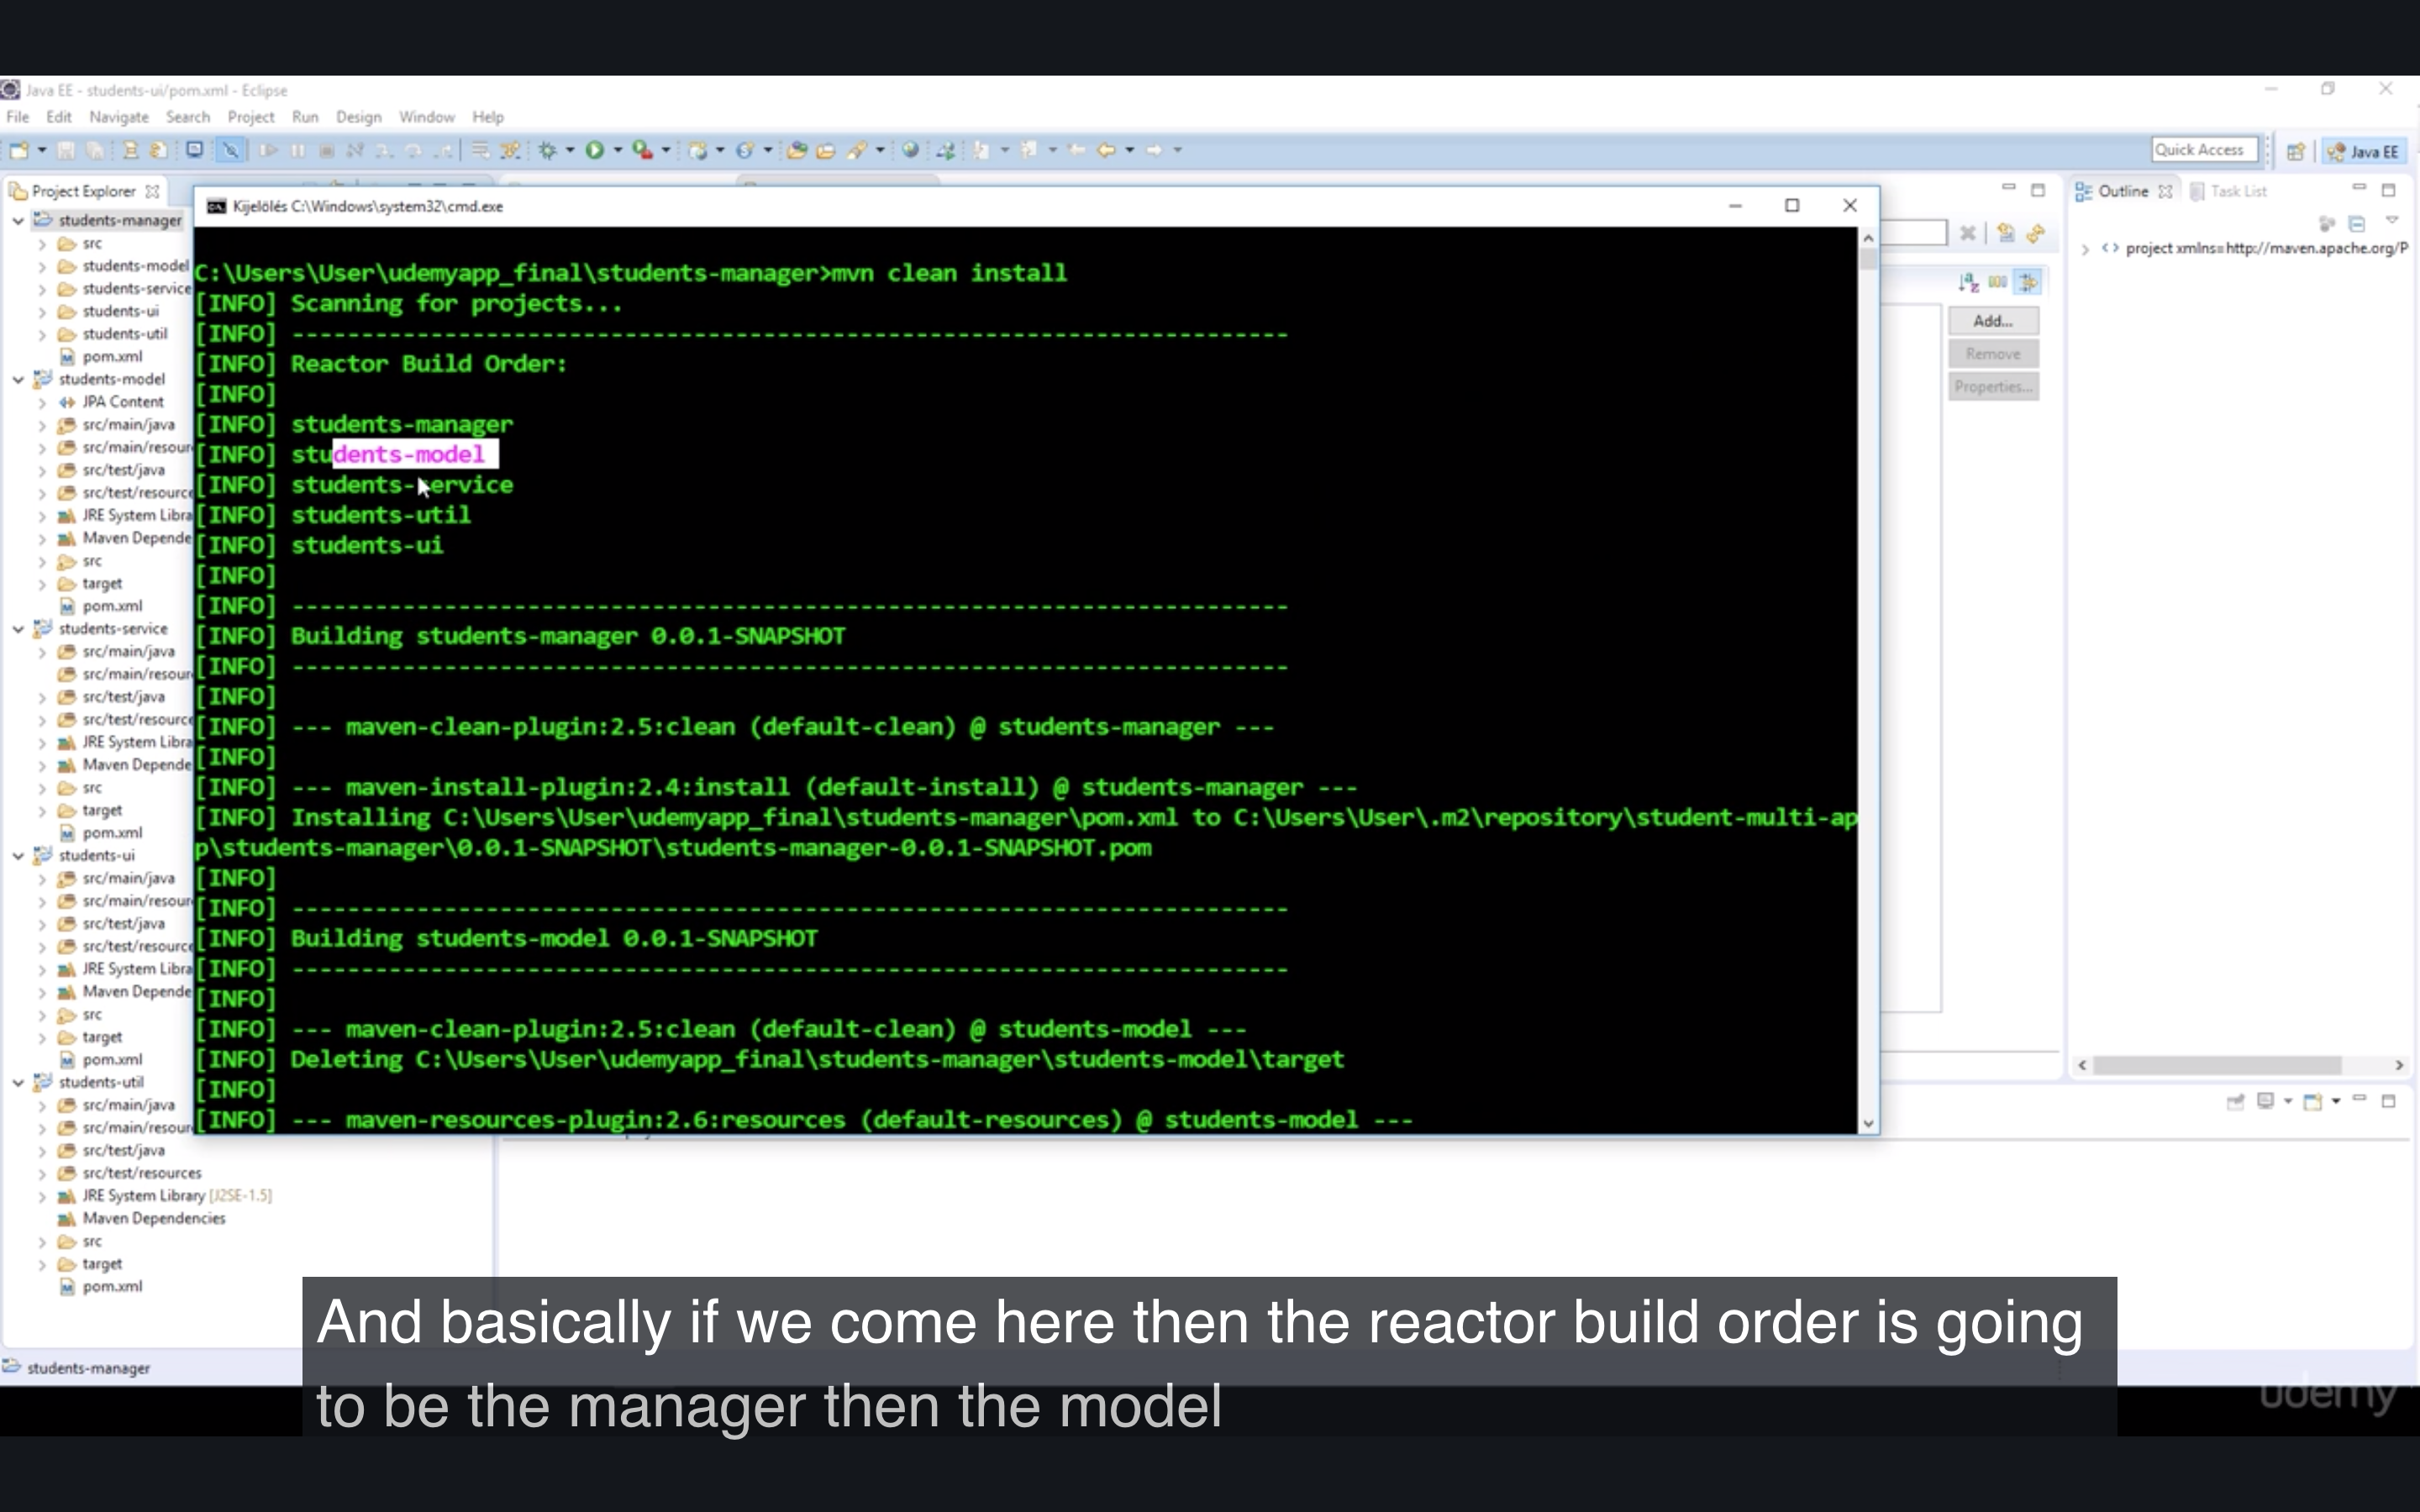 Java EE - students-ui/pom.xml - Eclipse
File Edit Navigate Search Project Run Design Window Help
Quick Access
Java EE
Project Explorer
students-manager
src
students-model
students-service
students-ui
students-util
pom.xml
students-model
JPA Content
src/main/java
src/main/resour
src/test/java
src/test/resource
JRE System Libra
Maven Depende
src
target
pom.xml
students-service
src/main/java
src/main/resour
src/test/java
src/test/resource
JRE System Libra
Maven Depende
src
target
pom.xml
students-ui
src/main/java
src/main/resour
src/test/java
src/test/resource
JRE System Libra
Maven Depende
src
target
pom.xml
students-util
src/main/java
src/main/resour
src/test/java
src/test/resources
JRE System Library [J2SE-1.5]
Maven Dependencies
src
target
pom.xml
students-manager
Kijelölés C:\Windows\system32\cmd.exe
C:\Users\User\udemyapp_final\students-manager>mvn clean install
[INFO] Scanning for projects...
[INFO] ------------------------------------------------------------------------
[INFO] Reactor Build Order:
[INFO]
[INFO] students-manager
[INFO] students-model
[INFO] students-service
[INFO] students-util
[INFO] students-ui
[INFO]
[INFO] ------------------------------------------------------------------------
[INFO] Building students-manager 0.0.1-SNAPSHOT
[INFO] ------------------------------------------------------------------------
[INFO]
[INFO] --- maven-clean-plugin:2.5:clean (default-clean) @ students-manager ---
[INFO]
[INFO] --- maven-install-plugin:2.4:install (default-install) @ students-manager ---
[INFO] Installing C:\Users\User\udemyapp_final\students-manager\pom.xml to C:\Users\User\.m2\repository\student-multi-ap
p\students-manager\0.0.1-SNAPSHOT\students-manager-0.0.1-SNAPSHOT.pom
[INFO]
[INFO] ------------------------------------------------------------------------
[INFO] Building students-model 0.0.1-SNAPSHOT
[INFO] ------------------------------------------------------------------------
[INFO]
[INFO] --- maven-clean-plugin:2.5:clean (default-clean) @ students-model ---
[INFO] Deleting C:\Users\User\udemyapp_final\students-manager\students-model\target
[INFO]
[INFO] --- maven-resources-plugin:2.6:resources (default-resources) @ students-model ---
Add...
Remove
Properties...
Outline
Task List
project xmlns=http://maven.apache.org/P
And basically if we come here then the reactor build order is going
to be the manager then the model
udemy